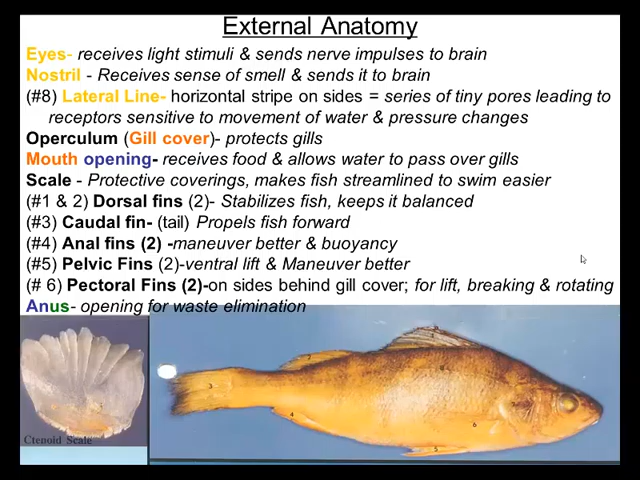 External Anatomy
Eyes- receives light stimuli & sends nerve impulses to brain
Nostril - Receives sense of smell & sends it to brain
(#8) Lateral Line- horizontal stripe on sides = series of tiny pores leading to
receptors sensitive to movement of water & pressure changes
Operculum (Gill cover)- protects gills
Mouth opening- receives food & allows water to pass over gills
Scale - Protective coverings, makes fish streamlined to swim easier
(#1 & 2) Dorsal fins (2)- Stabilizes fish, keeps it balanced
(#3) Caudal fin- (tail) Propels fish forward
(#4) Anal fins (2) -maneuver better & buoyancy
(#5) Pelvic Fins (2)-ventral lift & Maneuver better
(# 6) Pectoral Fins (2)-on sides behind gill cover; for lift, breaking & rotating
Anus- opening for waste elimination
3
4
6
5
Ctenoid Scale